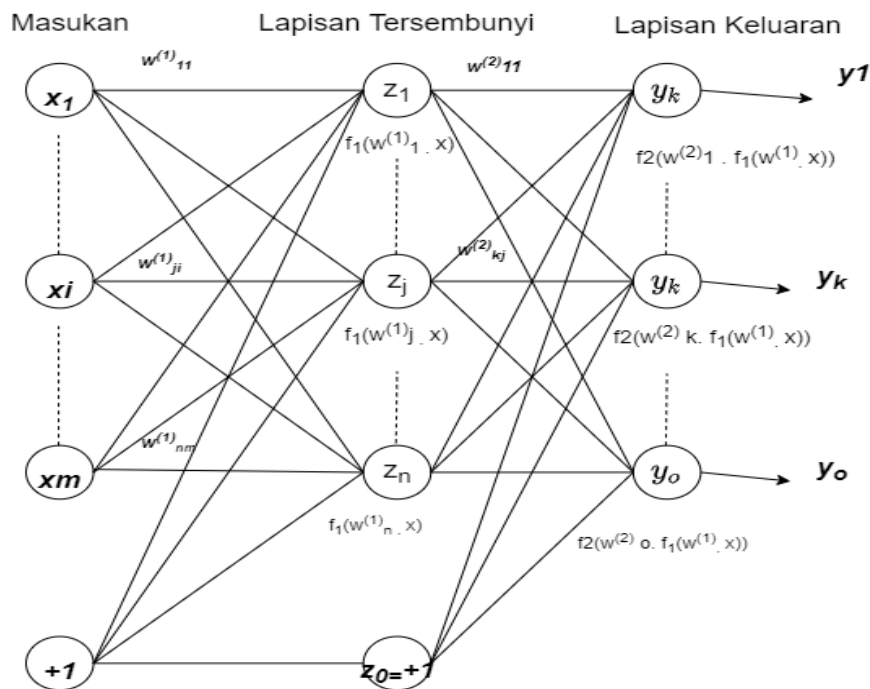 Masukan Lapisan Tersembunyi Lapisan Keluaran
w⁽¹⁾₁₁ w⁽²⁾11 y1
x₁ z₁ yₖ
f₁(w⁽¹⁾₁ . x)
f2(w⁽²⁾1 . f₁(w⁽¹⁾. x))
w⁽¹⁾ⱼᵢ w⁽²⁾ₖⱼ
xi zⱼ yₖ yₖ
f₁(w⁽¹⁾j . x) f2(w⁽²⁾ k. f₁(w⁽¹⁾. x))
w⁽¹⁾ₙₘ
xm zₙ yₒ yₒ
f₁(w⁽¹⁾ₙ . x)
f2(w⁽²⁾ o. f₁(w⁽¹⁾. x))
+1 z₀₌+1